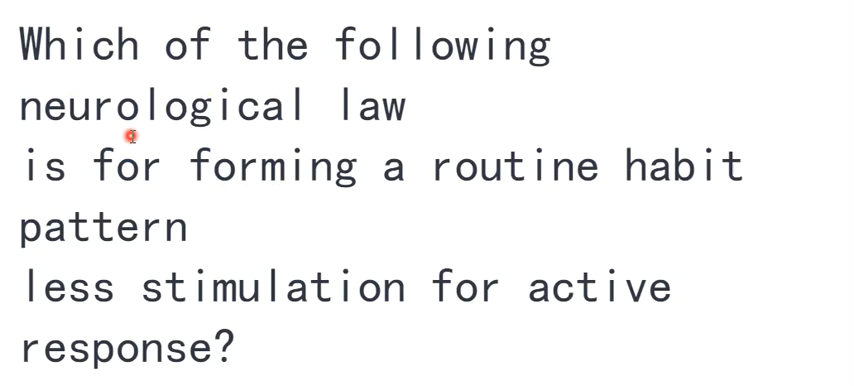 Which of the following
neurological law
is for forming a routine habit
pattern
less stimulation for active
response?